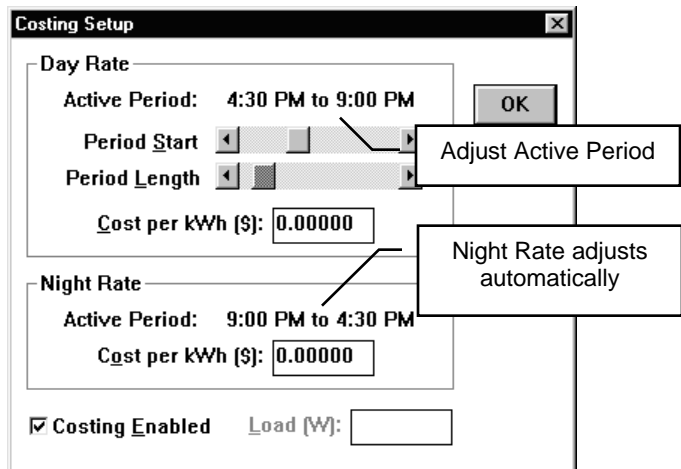 Costing Setup
Day Rate
Active Period: 4:30 PM to 9:00 PM
OK
Period Start
Adjust Active Period
Period Length
Cost per kWh ($): 0.00000
Night Rate adjusts
automatically
Night Rate
Active Period: 9:00 PM to 4:30 PM
Cost per kWh ($): 0.00000
Costing Enabled
Load (W):